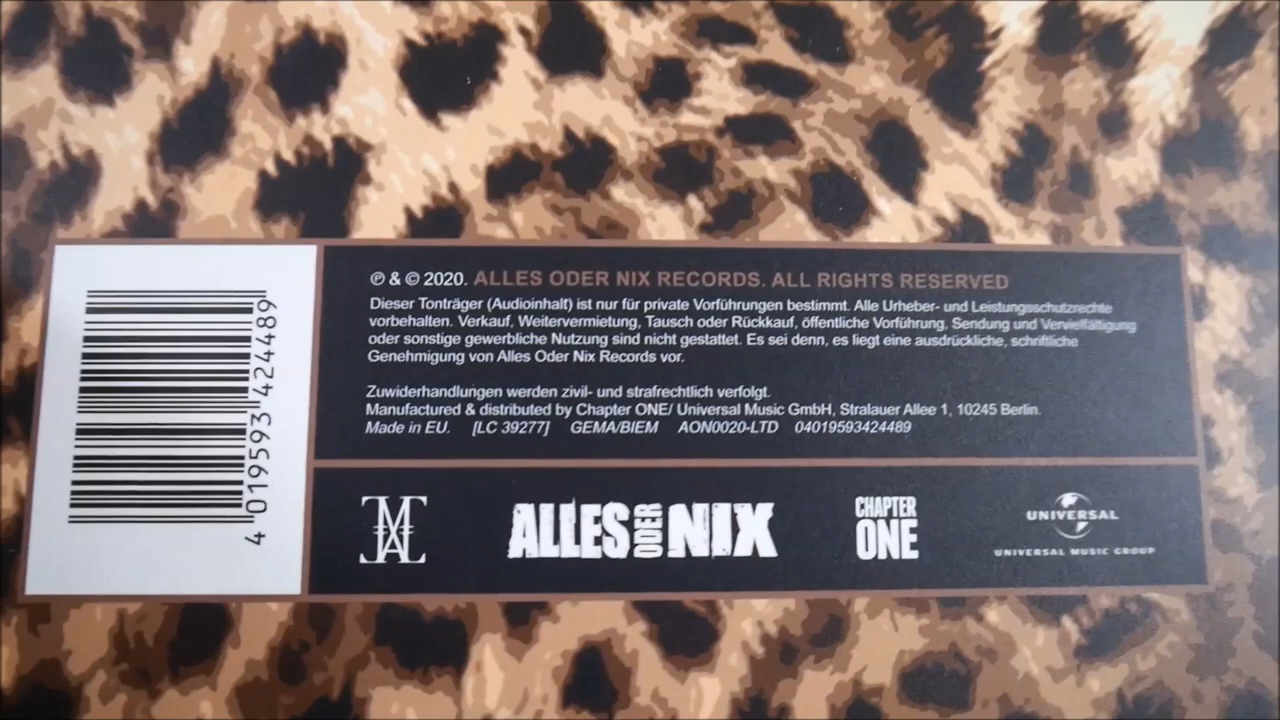 4 019593 424489
℗ & © 2020. ALLES ODER NIX RECORDS. ALL RIGHTS RESERVED
Dieser Tonträger (Audioinhalt) ist nur für private Vorführungen bestimmt. Alle Urheber- und Leistungsschutzrechte
vorbehalten. Verkauf, Weitervermietung, Tausch oder Rückkauf, öffentliche Vorführung, Sendung und Vervielfältigung
oder sonstige gewerbliche Nutzung sind nicht gestattet. Es sei denn, es liegt eine ausdrückliche, schriftliche
Genehmigung von Alles Oder Nix Records vor.
Zuwiderhandlungen werden zivil- und strafrechtlich verfolgt.
Manufactured & distributed by Chapter ONE/ Universal Music GmbH, Stralauer Allee 1, 10245 Berlin.
Made in EU. [LC 39277] GEMA/BIEM AON0020-LTD 04019593424489
ALLES ODER NIX
CHAPTER
ONE
UNIVERSAL
UNIVERSAL MUSIC GROUP